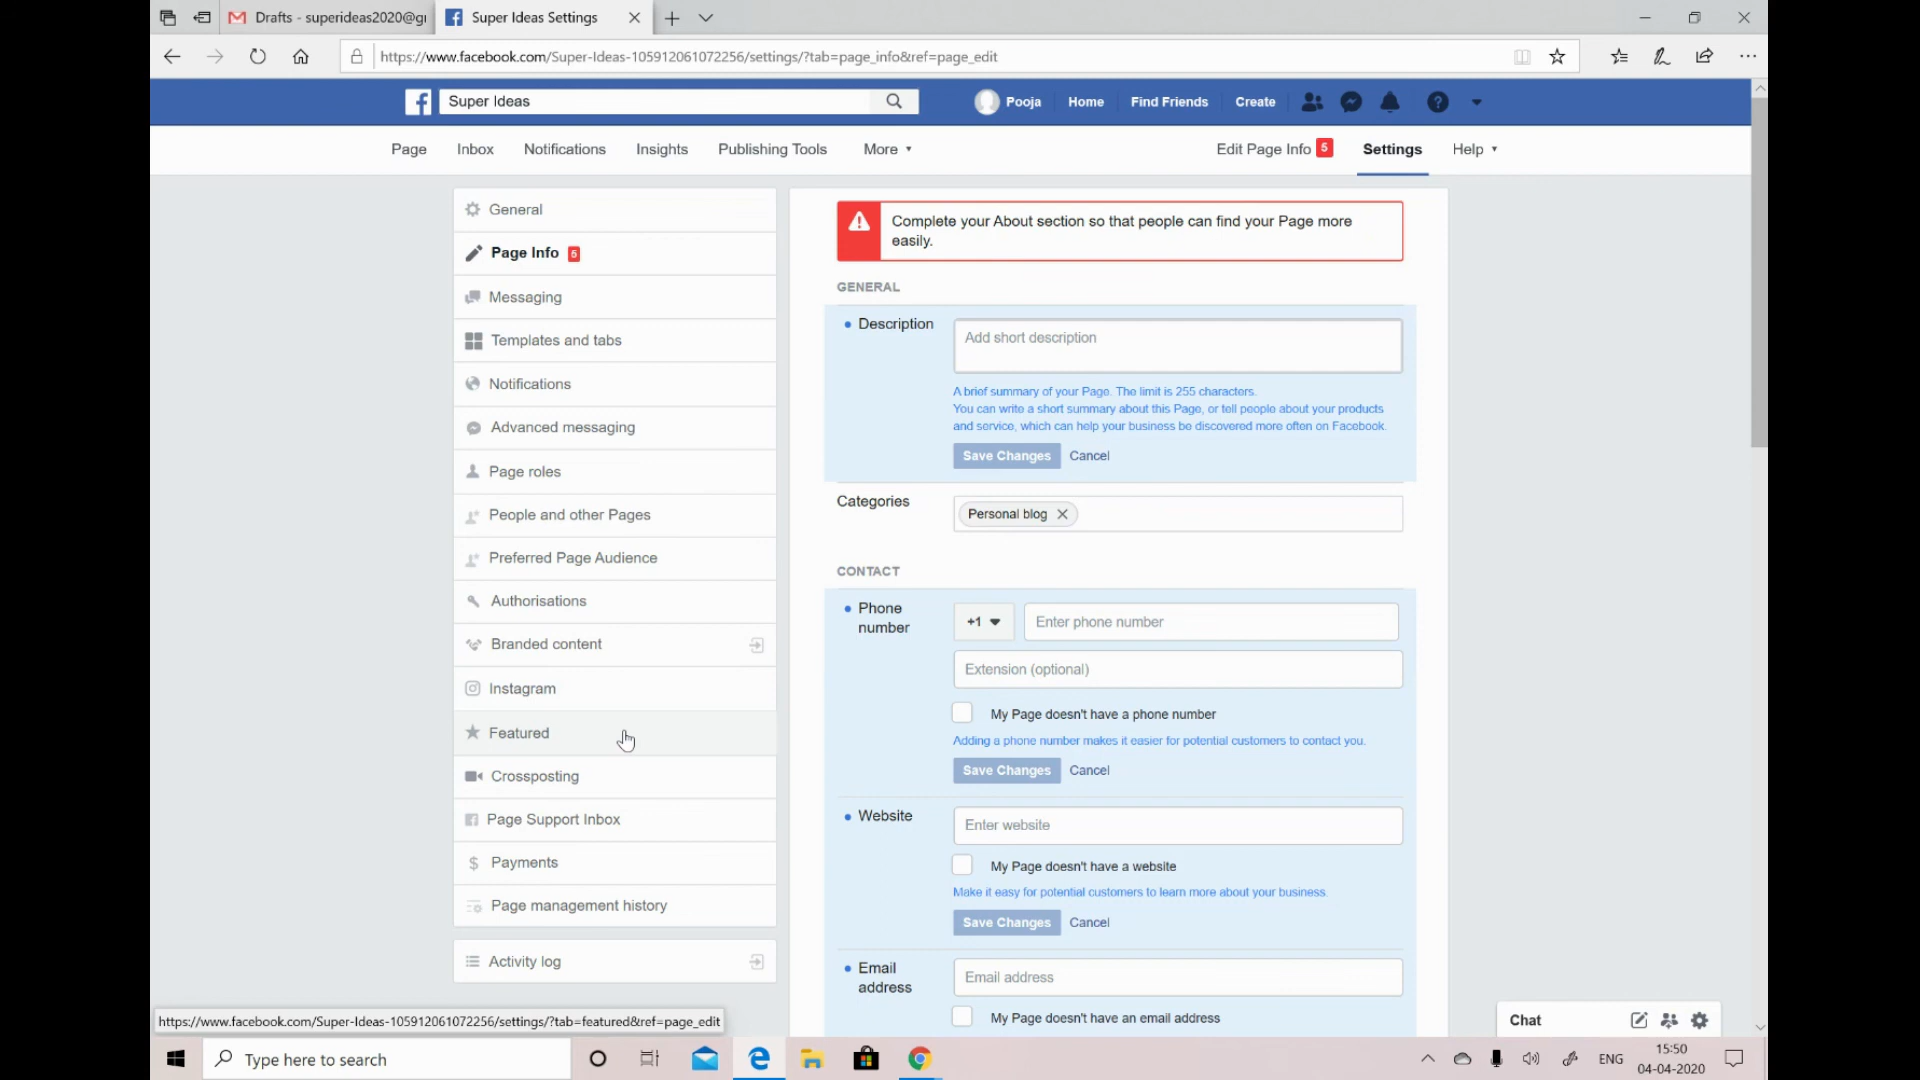 Drafts - superideas2020@g
Super Ideas Settings
https://www.facebook.com/Super-Ideas-105912061072256/settings/?tab=page_info&ref=page_edit
Super Ideas
Pooja
Home
Find Friends
Create
Page
Inbox
Notifications
Insights
Publishing Tools
More
Edit Page Info 5
Settings
Help
General
Page Info 5
Messaging
Templates and tabs
Notifications
Advanced messaging
Page roles
People and other Pages
Preferred Page Audience
Authorisations
Branded content
Instagram
Featured
Crossposting
Page Support Inbox
Payments
Page management history
Activity log
Complete your About section so that people can find your Page more
easily.
GENERAL
Description
Add short description
A brief summary of your Page. The limit is 255 characters.
You can write a short summary about this Page, or tell people about your products
and service, which can help your business be discovered more often on Facebook.
Save Changes Cancel
Categories
Personal blog
CONTACT
Phone
number
+1
Enter phone number
Extension (optional)
My Page doesn't have a phone number
Adding a phone number makes it easier for potential customers to contact you.
Save Changes Cancel
Website
Enter website
My Page doesn't have a website
Make it easy for potential customers to learn more about your business.
Save Changes Cancel
Email
address
Email address
My Page doesn't have an email address
https://www.facebook.com/Super-Ideas-105912061072256/settings/?tab=featured&ref=page_edit
Chat
Type here to search
ENG
15:50
04-04-2020